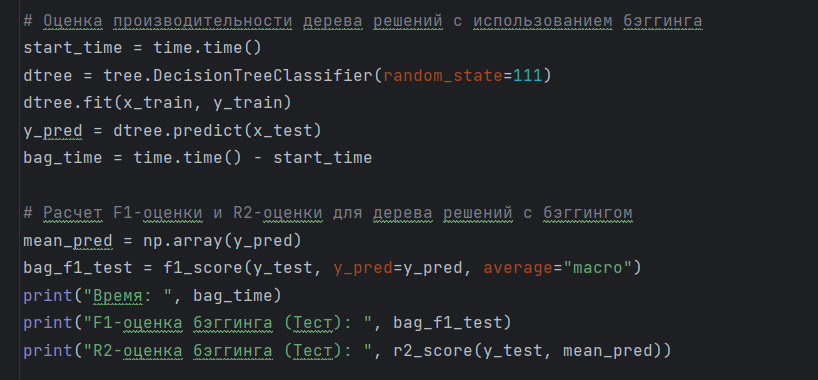 # Оценка производительности дерева решений с использованием бэггинга
start_time = time.time()
dtree = tree.DecisionTreeClassifier(random_state=111)
dtree.fit(x_train, y_train)
y_pred = dtree.predict(x_test)
bag_time = time.time() - start_time
# Расчет F1-оценки и R2-оценки для дерева решений с бэггингом
mean_pred = np.array(y_pred)
bag_f1_test = f1_score(y_test, y_pred=y_pred, average="macro")
print("Время: ", bag_time)
print("F1-оценка бэггинга (Тест): ", bag_f1_test)
print("R2-оценка бэггинга (Тест): ", r2_score(y_test, mean_pred))